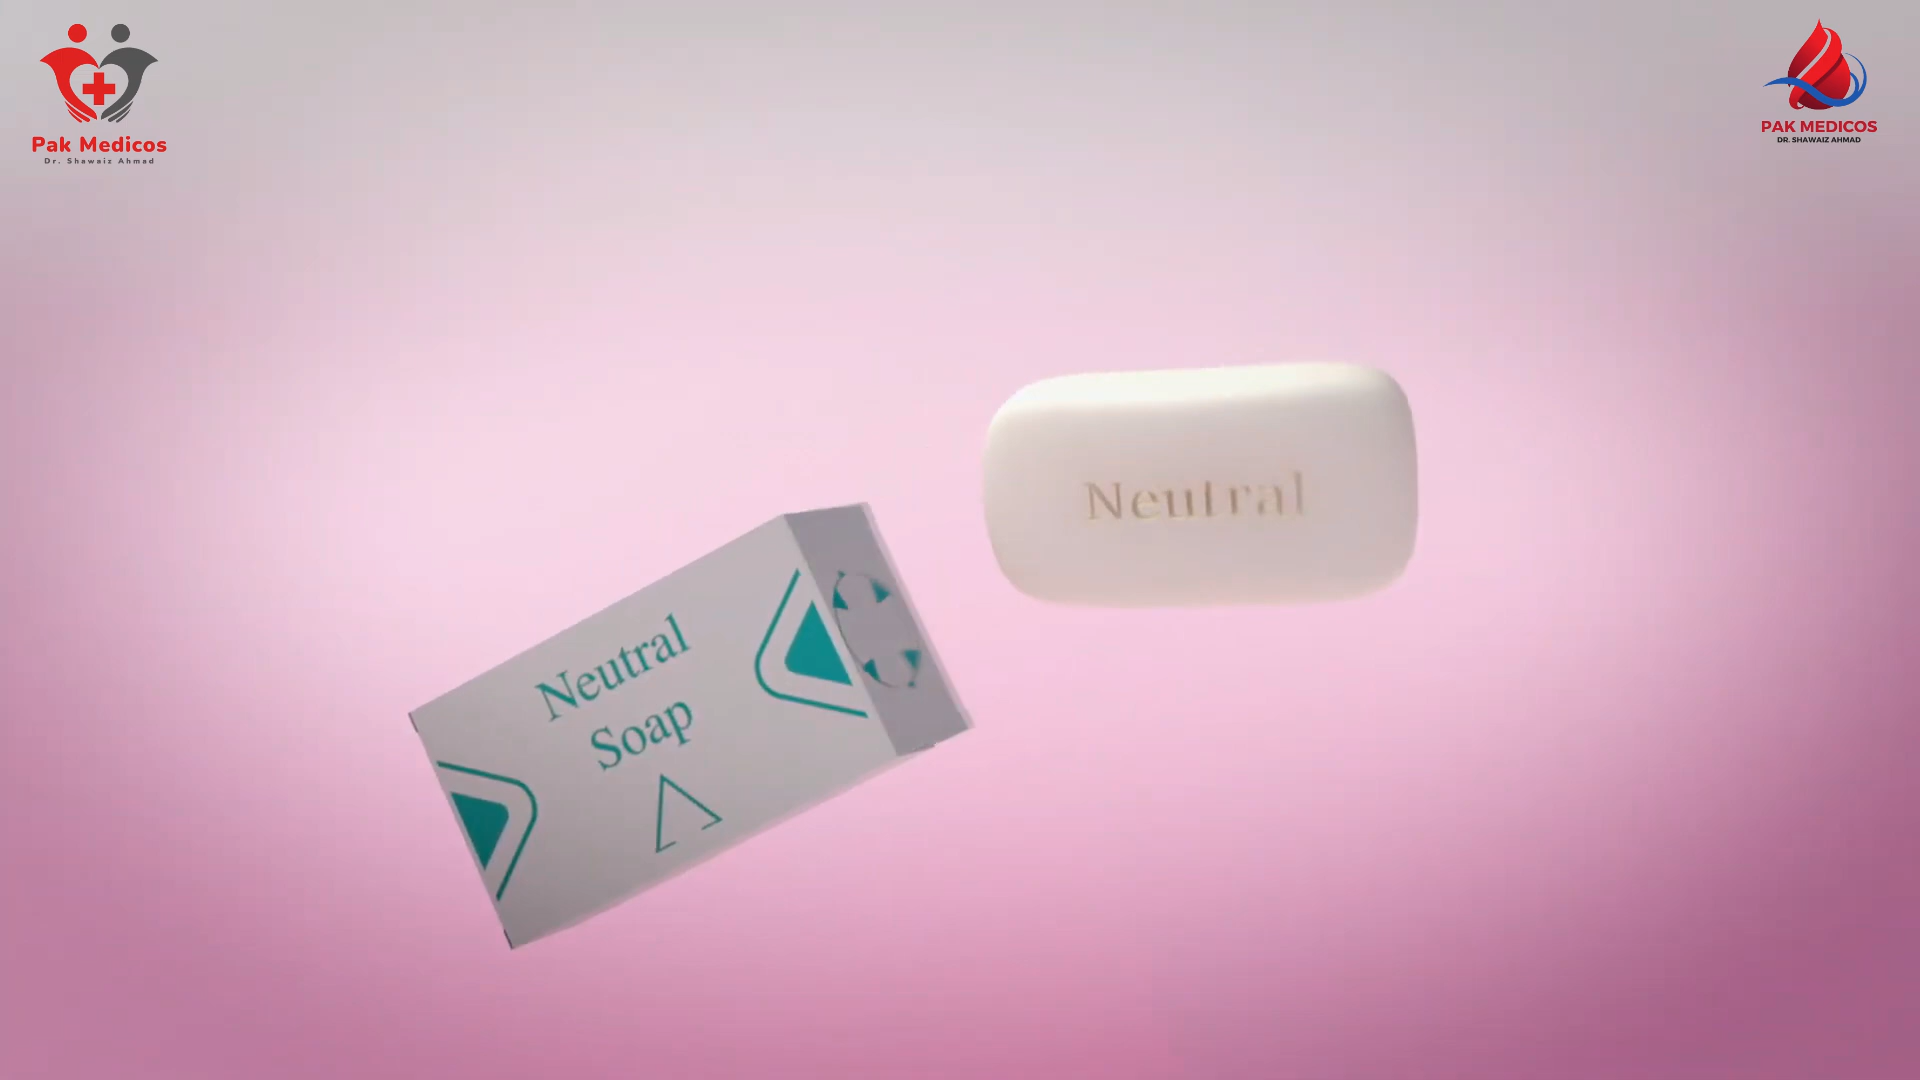 Pak Medicos
Dr. Shawaiz Ahmad
PAK MEDICOS
DR. SHAWAIZ AHMAD
Neutral
Neutral
Soap